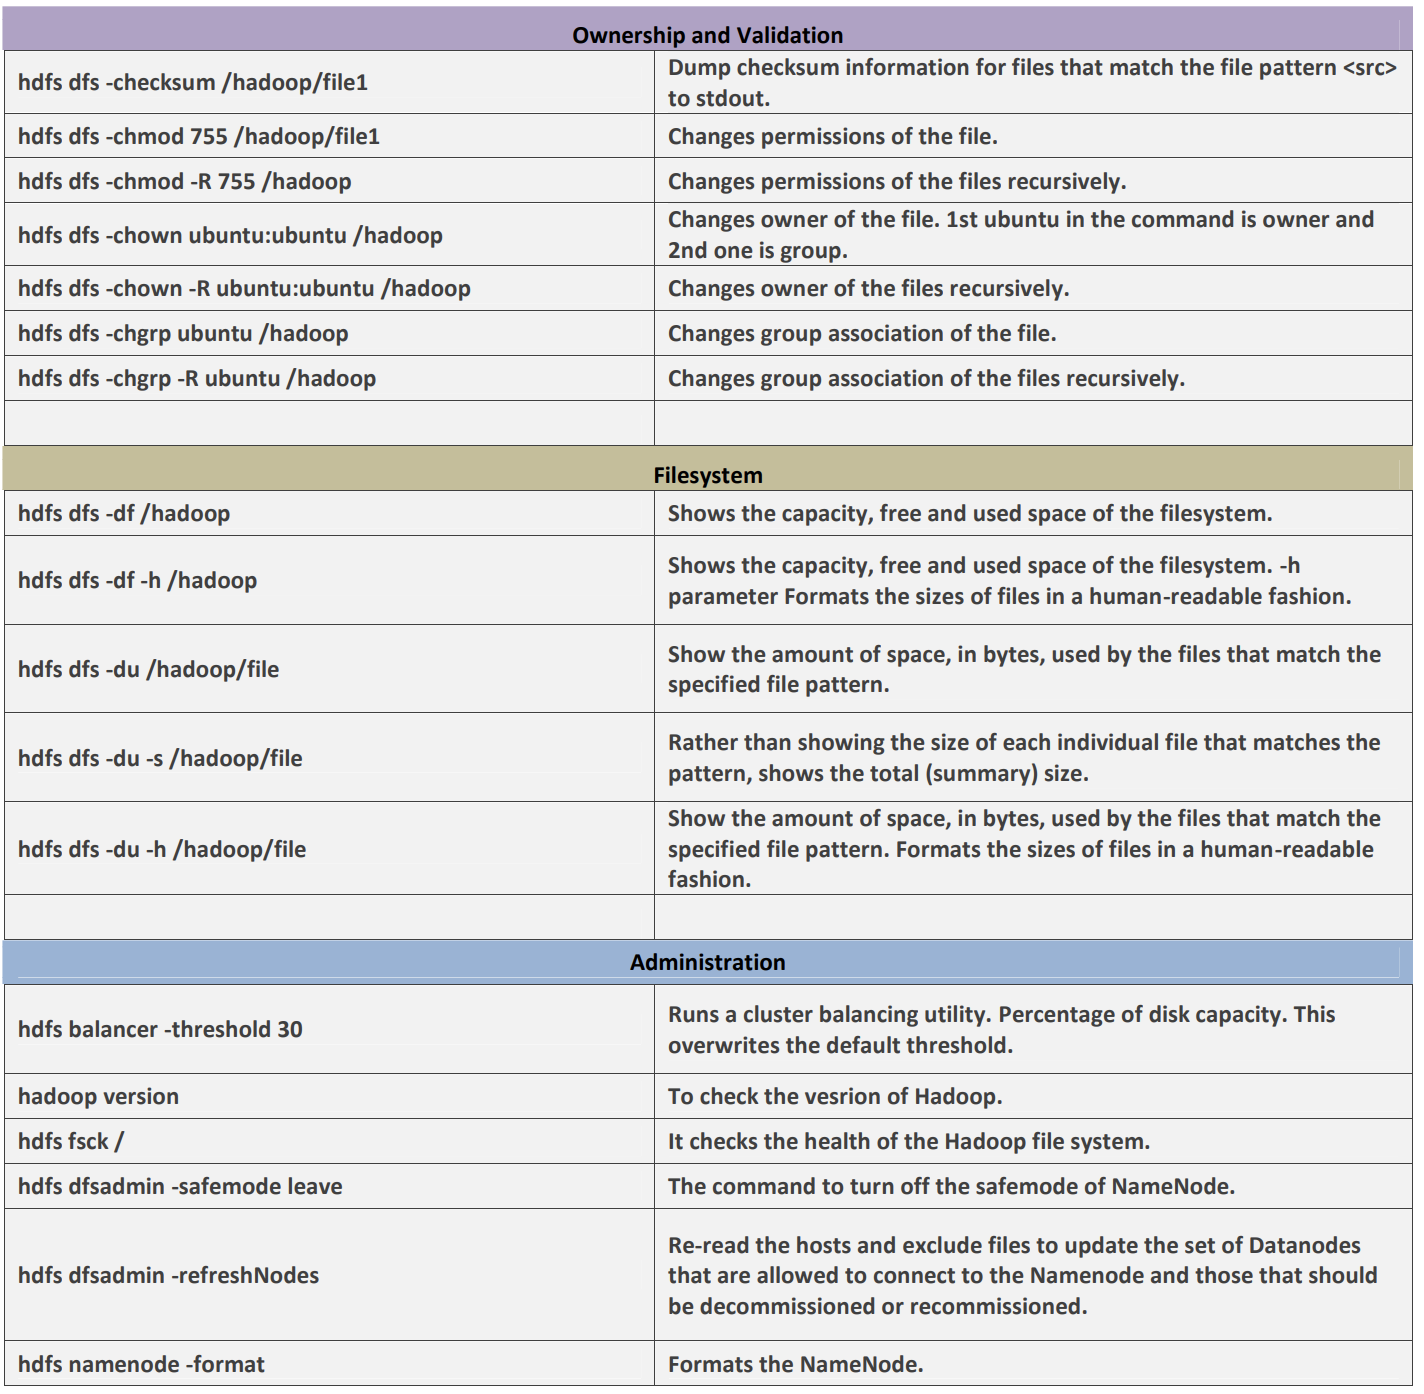 Ownership and Validation
hdfs dfs -checksum /hadoop/file1
Dump checksum information for files that match the file pattern <src>
to stdout.
hdfs dfs -chmod 755 /hadoop/file1
Changes permissions of the file.
hdfs dfs -chmod -R 755 /hadoop
Changes permissions of the files recursively.
hdfs dfs -chown ubuntu:ubuntu /hadoop
Changes owner of the file. 1st ubuntu in the command is owner and
2nd one is group.
hdfs dfs -chown -R ubuntu:ubuntu /hadoop
Changes owner of the files recursively.
hdfs dfs -chgrp ubuntu /hadoop
Changes group association of the file.
hdfs dfs -chgrp -R ubuntu /hadoop
Changes group association of the files recursively.
Filesystem
hdfs dfs -df /hadoop
Shows the capacity, free and used space of the filesystem.
hdfs dfs -df -h /hadoop
Shows the capacity, free and used space of the filesystem. -h
parameter Formats the sizes of files in a human-readable fashion.
hdfs dfs -du /hadoop/file
Show the amount of space, in bytes, used by the files that match the
specified file pattern.
hdfs dfs -du -s /hadoop/file
Rather than showing the size of each individual file that matches the
pattern, shows the total (summary) size.
hdfs dfs -du -h /hadoop/file
Show the amount of space, in bytes, used by the files that match the
specified file pattern. Formats the sizes of files in a human-readable
fashion.
Administration
hdfs balancer -threshold 30
Runs a cluster balancing utility. Percentage of disk capacity. This
overwrites the default threshold.
hadoop version
To check the vesrion of Hadoop.
hdfs fsck /
It checks the health of the Hadoop file system.
hdfs dfsadmin -safemode leave
The command to turn off the safemode of NameNode.
hdfs dfsadmin -refreshNodes
Re-read the hosts and exclude files to update the set of Datanodes
that are allowed to connect to the Namenode and those that should
be decommissioned or recommissioned.
hdfs namenode -format
Formats the NameNode.